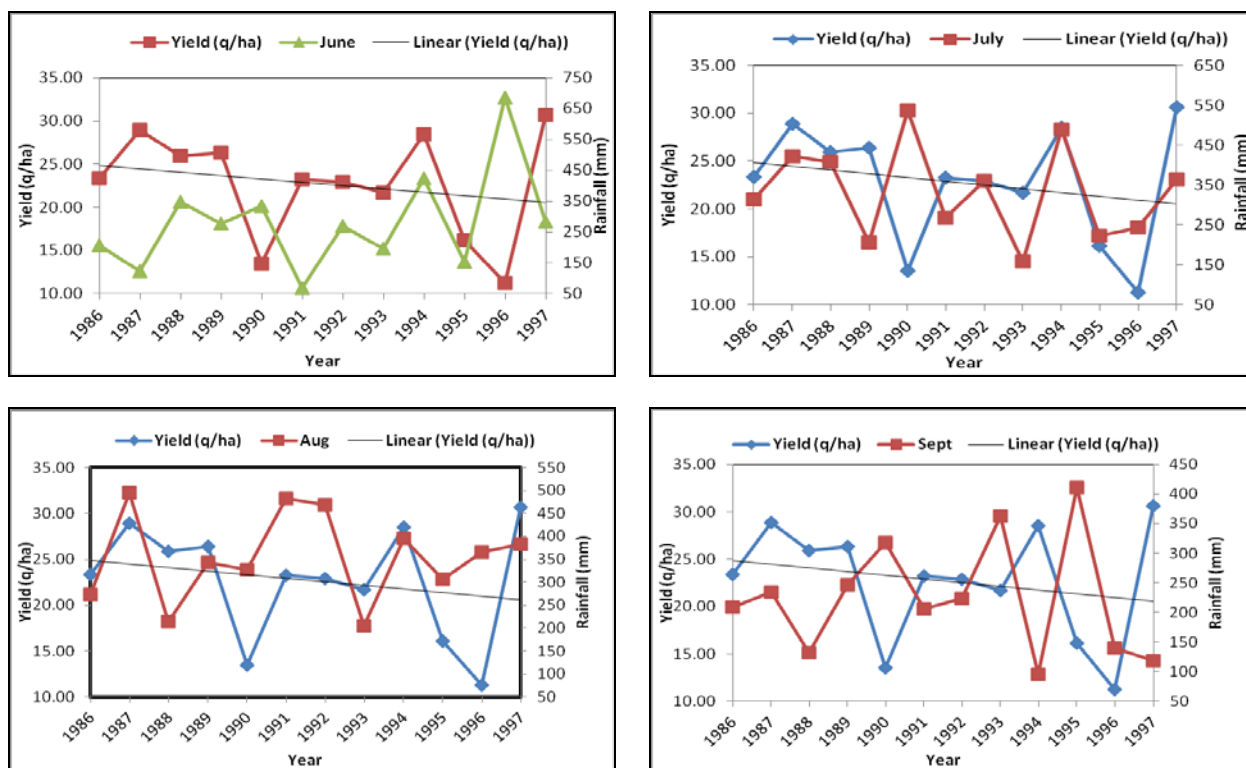 Yield (q/ha) June Linear (Yield (q/ha))
35.00 750
30.00 650
550
25.00 450
20.00 350
250
15.00 150
10.00 50
Yield (q/ha)
Rainfall (mm)
1986 1987 1988 1989 1990 1991 1992 1993 1994 1995 1996 1997
Year
Yield (q/ha) July Linear (Yield (q/ha))
35.00 650
30.00 550
450
25.00
350
20.00 250
15.00 150
10.00 50
Yield (q/ha)
Rainfall (mm)
1986 1987 1988 1989 1990 1991 1992 1993 1994 1995 1996 1997
Year
Yield (q/ha) Aug Linear (Yield (q/ha))
35.00 550
500
30.00 450
400
25.00 350
300
20.00 250
200
15.00 150
100
10.00 50
Yield (q/ha)
Rainfall (mm)
1986 1987 1988 1989 1990 1991 1992 1993 1994 1995 1996 1997
Year
Yield (q/ha) Sept Linear (Yield (q/ha))
35.00 450
400
30.00 350
25.00 300
250
20.00 200
15.00 150
100
10.00 50
Yield (q/ha)
Rainfall (mm)
1986 1987 1988 1989 1990 1991 1992 1993 1994 1995 1996 1997
Year